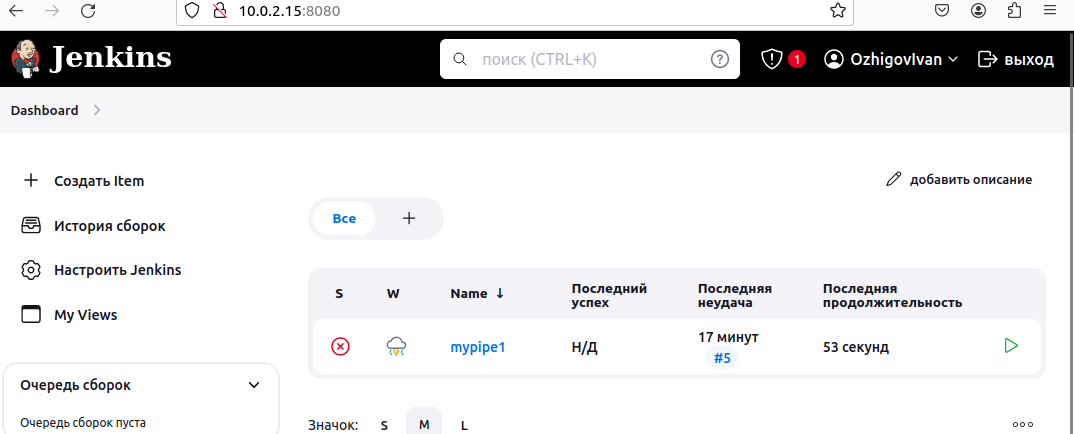 10.0.2.15:8080
Jenkins
поиск (CTRL+K)
1
OzhigovIvan
выход
Dashboard
Создать Item
добавить описание
История сборок
Все
Настроить Jenkins
My Views
S
W
Name ↓
Последний успех
Последняя неудача
Последняя продолжительность
mypipe1
Н/Д
17 минут
#5
53 секунд
Очередь сборок
Очередь сборок пуста
Значок:
S
M
L